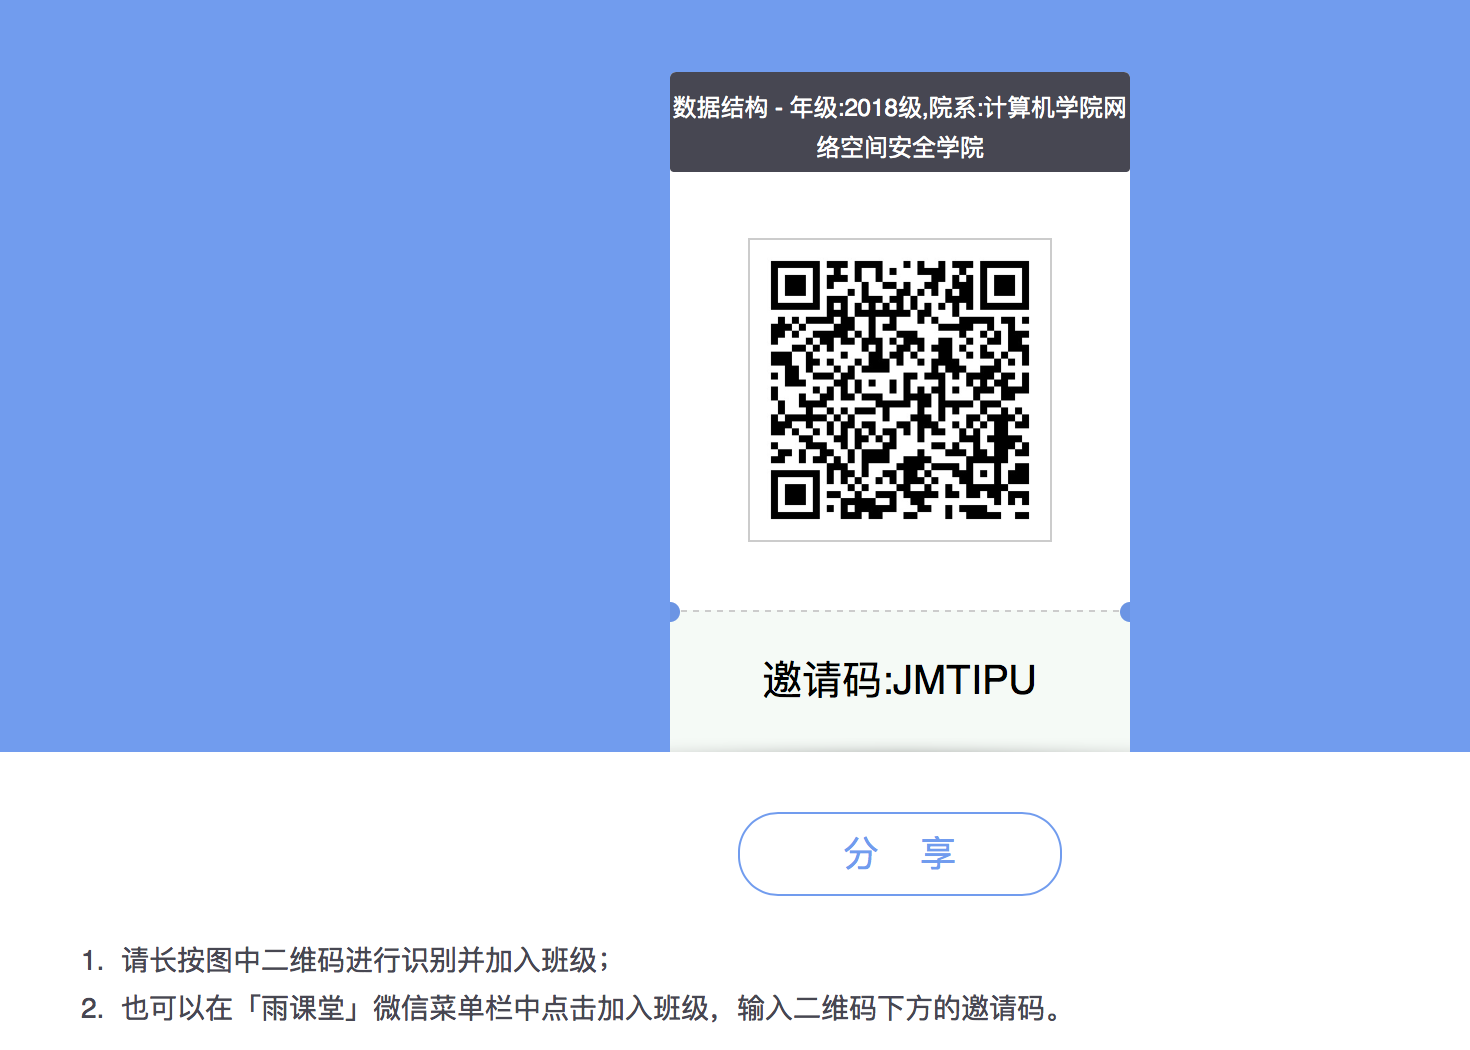 数据结构 - 年级:2018级,院系:计算机学院网
络空间安全学院
邀请码:JMTIPU
分 享
1. 请长按图中二维码进行识别并加入班级；
2. 也可以在「雨课堂」微信菜单栏中点击加入班级，输入二维码下方的邀请码。